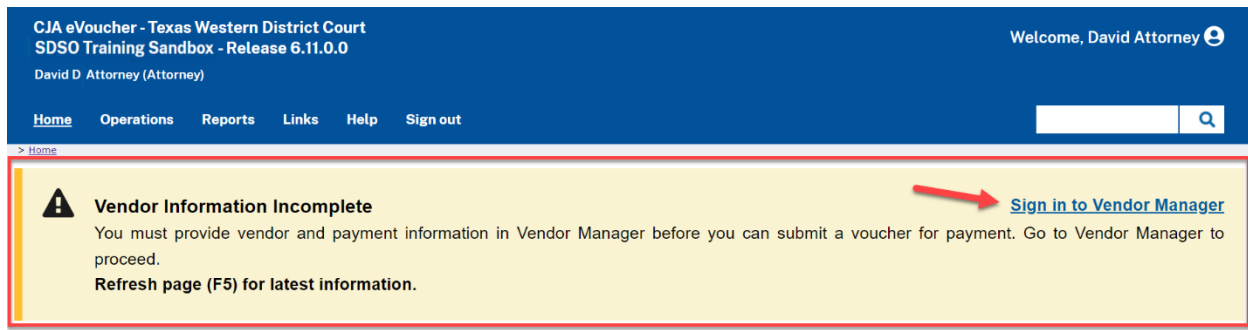 CJA eVoucher - Texas Western District Court
SDSO Training Sandbox - Release 6.11.0.0
Welcome, David Attorney
David D Attorney (Attorney)
Home Operations Reports Links Help Sign out
> Home
Vendor Information Incomplete
Sign in to Vendor Manager
You must provide vendor and payment information in Vendor Manager before you can submit a voucher for payment. Go to Vendor Manager to
proceed.
Refresh page (F5) for latest information.